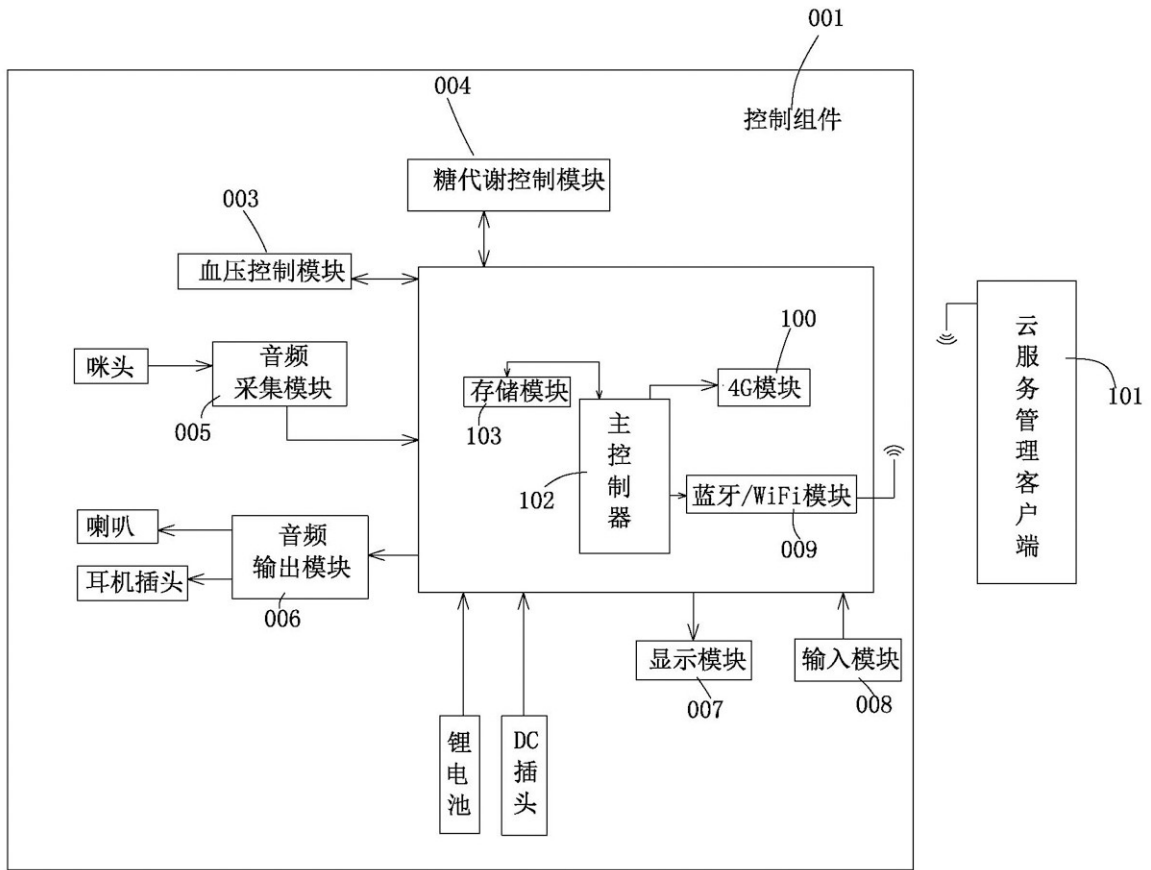 001
控制组件
004
糖代谢控制模块
003
血压控制模块
咪头
音频
采集模块
005
存储模块
103
100
4G模块
主控制器
102
蓝牙/WiFi模块
009
云服务管理客户端
101
喇叭
耳机插头
音频
输出模块
006
显示模块
007
输入模块
008
锂电池
DC
插头